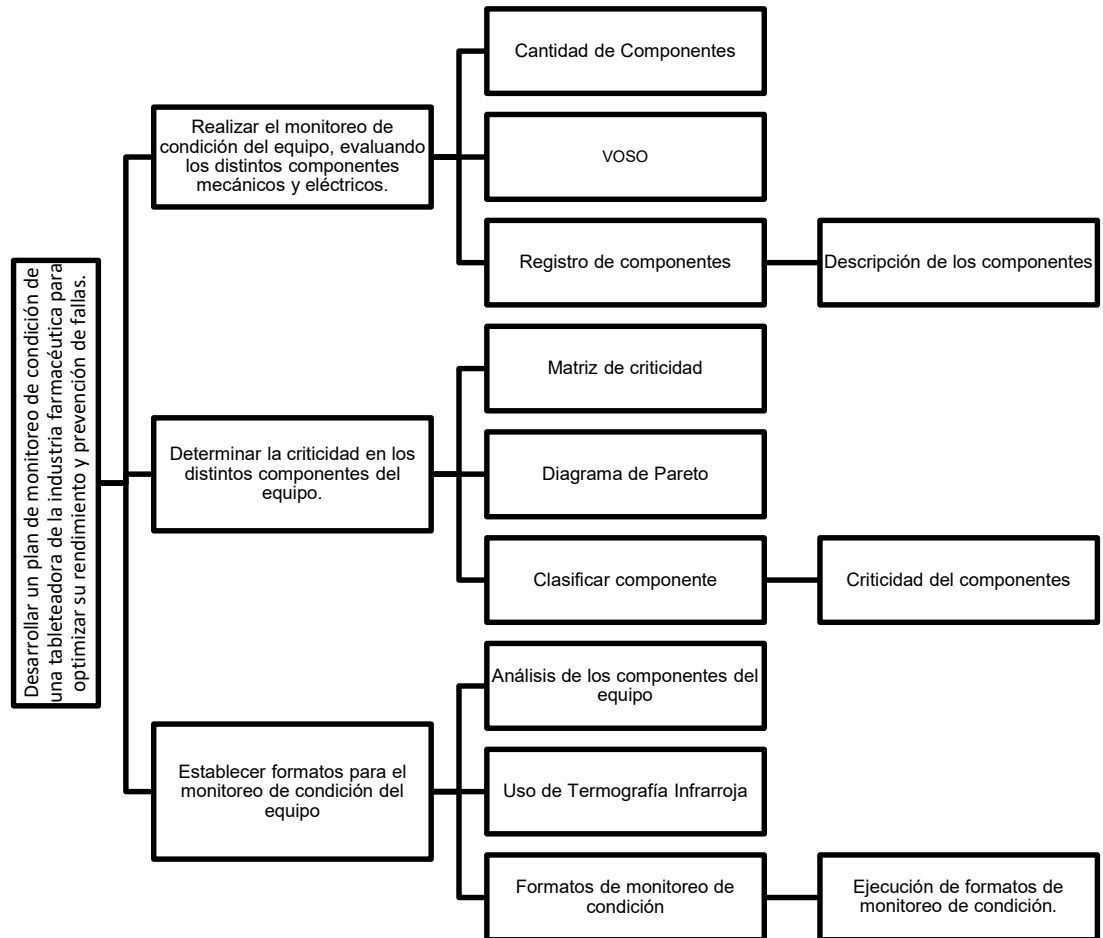 Desarrollar un plan de monitoreo de condición de
una tableteadora de la industria farmacéutica para
optimizar su rendimiento y prevención de fallas.
Realizar el monitoreo de
condición del equipo, evaluando
los distintos componentes
mecánicos y eléctricos.
Cantidad de Componentes
VOSO
Registro de componentes
Descripción de los componentes
Determinar la criticidad en los
distintos componentes del
equipo.
Matriz de criticidad
Diagrama de Pareto
Clasificar componente
Criticidad del componentes
Establecer formatos para el
monitoreo de condición del
equipo
Análisis de los componentes del
equipo
Uso de Termografía Infrarroja
Formatos de monitoreo de
condición
Ejecución de formatos de
monitoreo de condición.